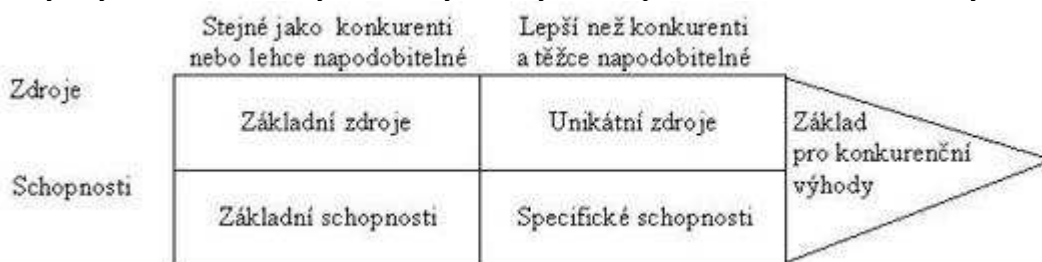 Stejné jako konkurenti
nebo lehce napodobitelné
Lepší než konkurenti
a těžce napodobitelné
Zdroje
Základní zdroje
Unikátní zdroje
Základ
pro konkurenční
výhody
Schopnosti
Základní schopnosti
Specifické schopnosti